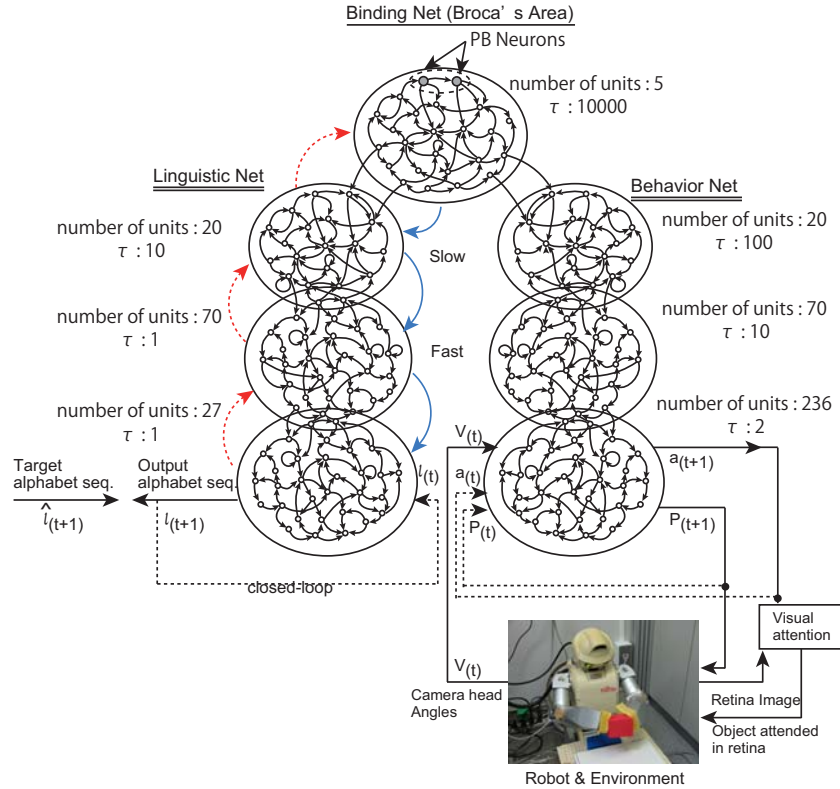 Binding Net (Broca's Area)
PB Neurons
number of units : 5
τ : 10000
Linguistic Net
Behavior Net
number of units : 20
τ : 10
Slow
number of units : 20
τ : 100
number of units : 70
τ : 1
Fast
number of units : 70
τ : 10
number of units : 27
τ : 1
number of units : 236
τ : 2
Target
alphabet seq.
l̂(t+1)
Output
alphabet seq.
l(t+1)
l(t)
closed-loop
V(t)
a(t)
P(t)
a(t+1)
P(t+1)
Visual
attention
V(t)
Camera head
Angles
Retina Image
Object attended
in retina
Robot & Environment